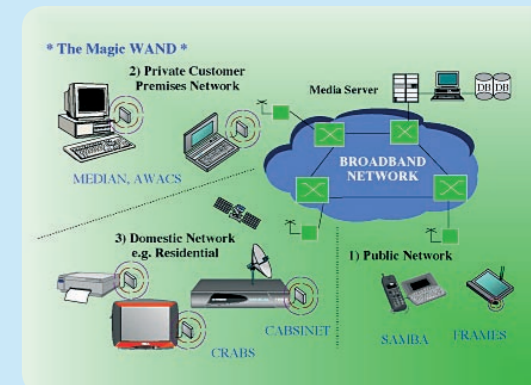 * The Magic WAND *
2) Private Customer
Premises Network
Media Server
DB DB
MEDIAN, AWACS
BROADBAND
NETWORK
3) Domestic Network
e.g. Residential
1) Public Network
CABSINET
CRABS
SAMBA
FRAMES